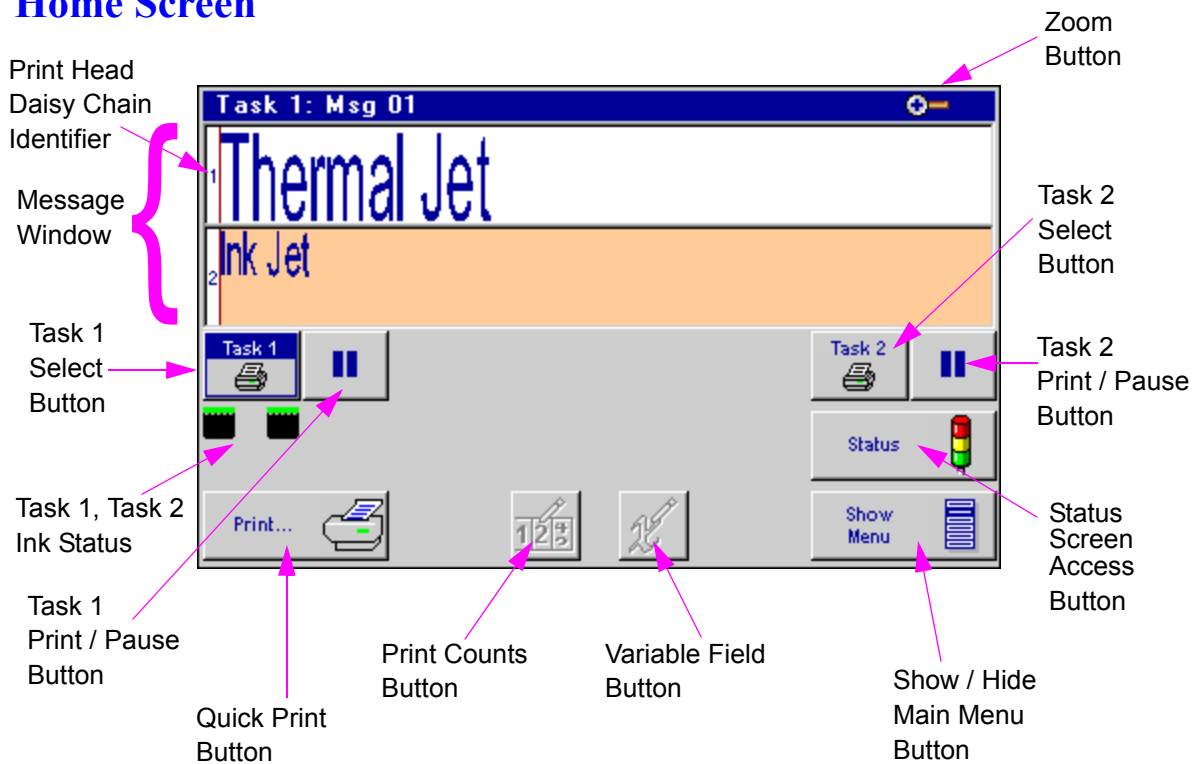 Home Screen
Zoom
Button
Print Head
Daisy Chain
Identifier
Message
Window
Task 1: Msg 01
1
Thermal Jet
2
Ink Jet
Task 2
Select
Button
Task 1
Select
Button
Task 1
Task 2
Task 2
Print / Pause
Button
Status
Task 1, Task 2
Ink Status
Print...
1 2
Show
Menu
Status
Screen
Access
Button
Task 1
Print / Pause
Button
Print Counts
Button
Variable Field
Button
Show / Hide
Main Menu
Button
Quick Print
Button